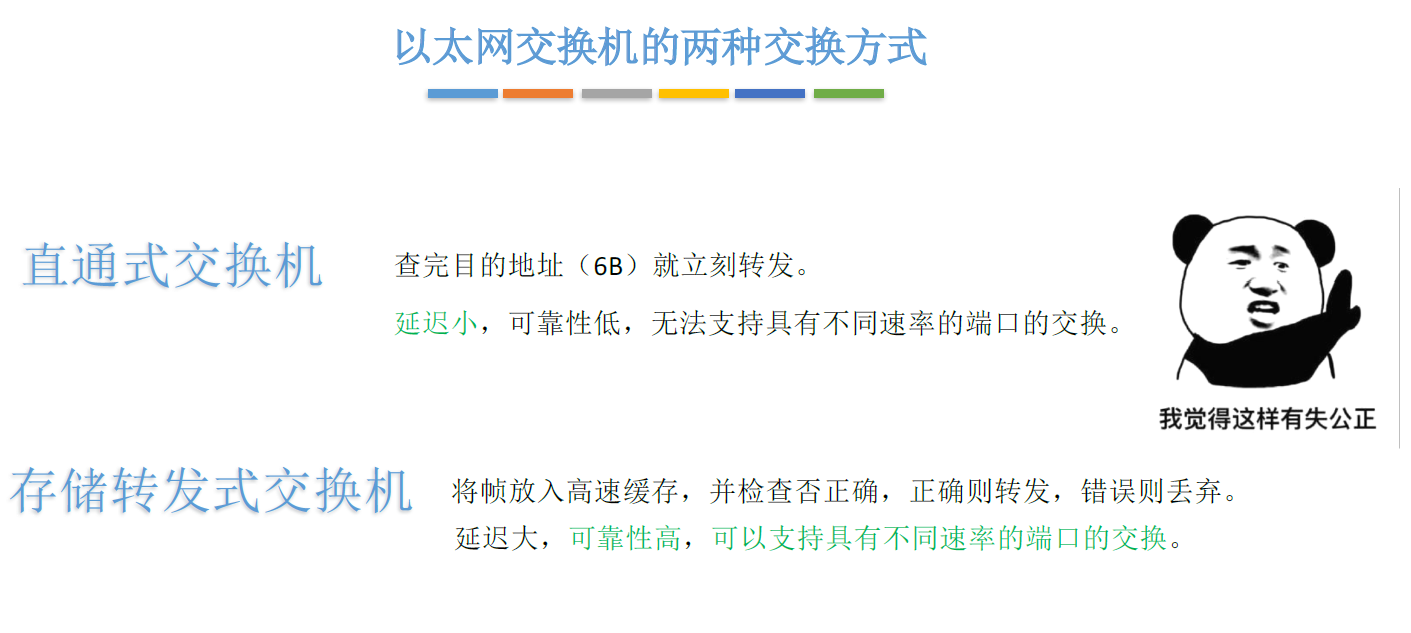 以太网交换机的两种交换方式
直通式交换机
查完目的地址（6B）就立刻转发。
延迟小，可靠性低，无法支持具有不同速率的端口的交换。
我觉得这样有失公正
存储转发式交换机
将帧放入高速缓存，并检查否正确，正确则转发，错误则丢弃。
延迟大，可靠性高，可以支持具有不同速率的端口的交换。